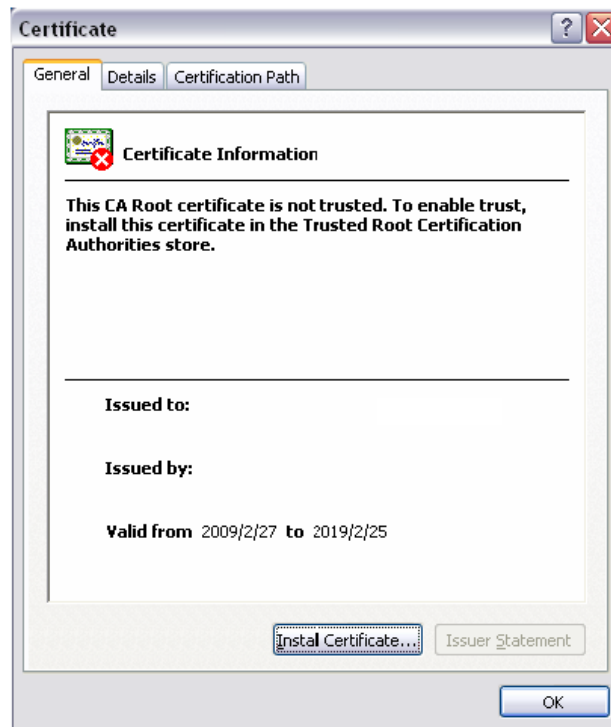 Certificate
General Details Certification Path
Certificate Information
This CA Root certificate is not trusted. To enable trust,
install this certificate in the Trusted Root Certification
Authorities store.
Issued to:
Issued by:
Valid from 2009/2/27 to 2019/2/25
Instal Certificate... Issuer Statement
OK